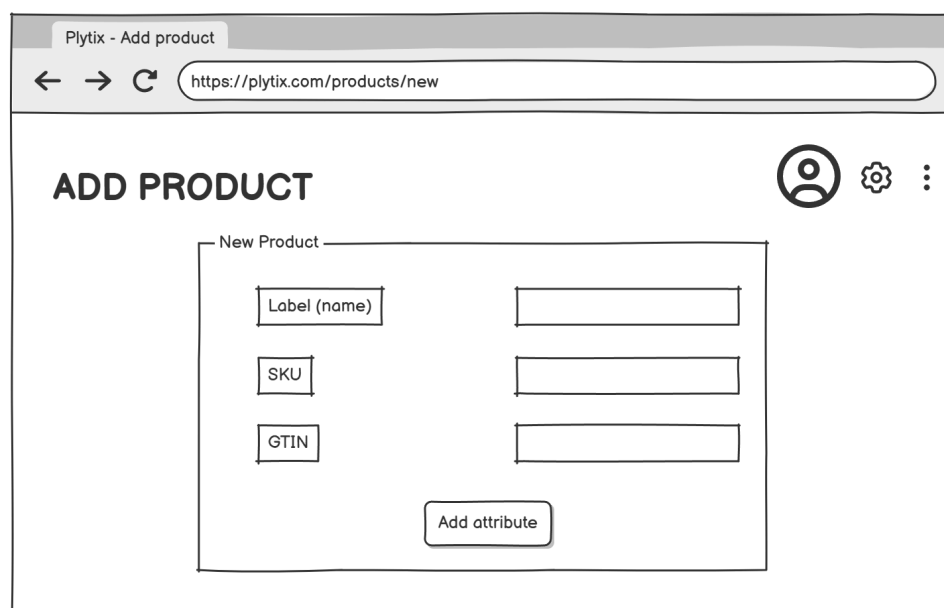 Plytix - Add product
https://plytix.com/products/new
ADD PRODUCT
New Product
Label (name)
SKU
GTIN
Add attribute